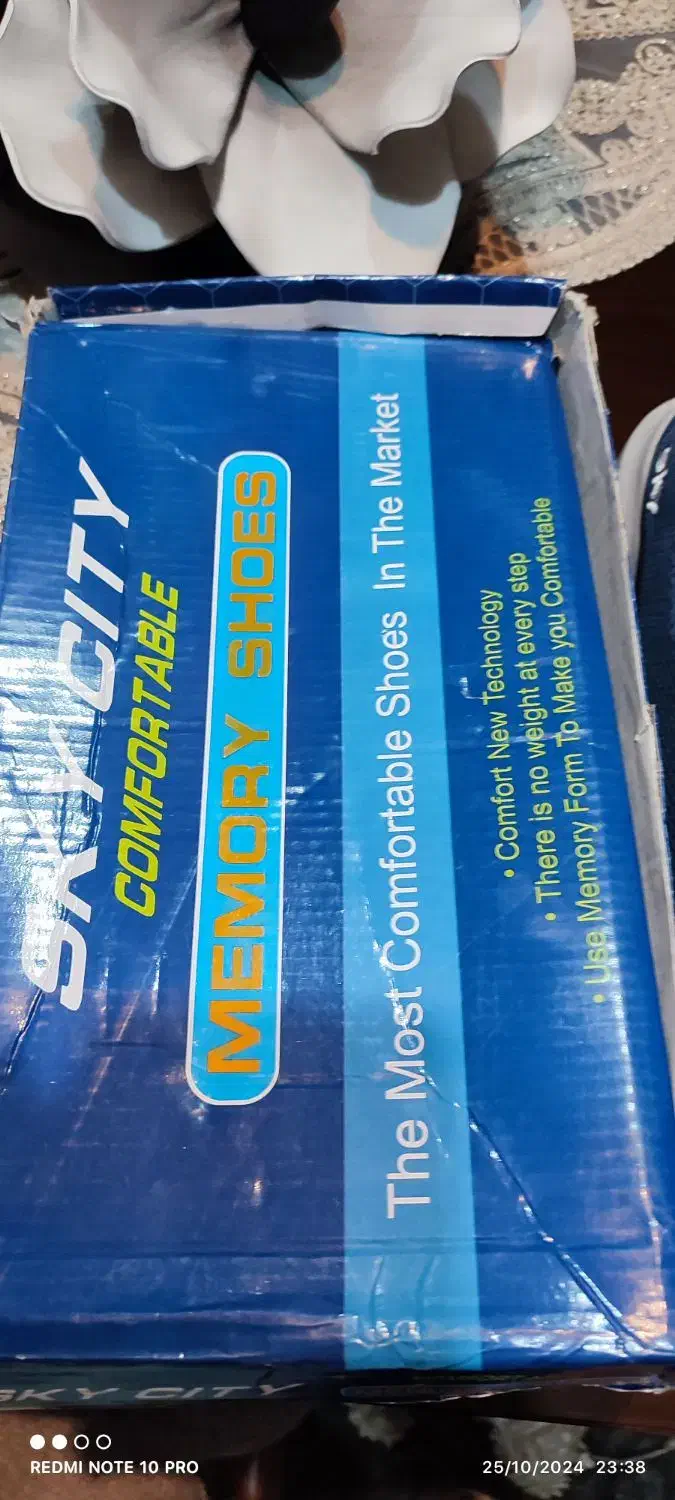 SKY CITY
COMFORTABLE
MEMORY SHOES
The Most Comfortable Shoes In The Market
• Comfort New Technology
• There is no weight at every step
• Use Memory Form To Make you Comfortable
SKY CITY
REDMI NOTE 10 PRO
25/10/2024 23:38